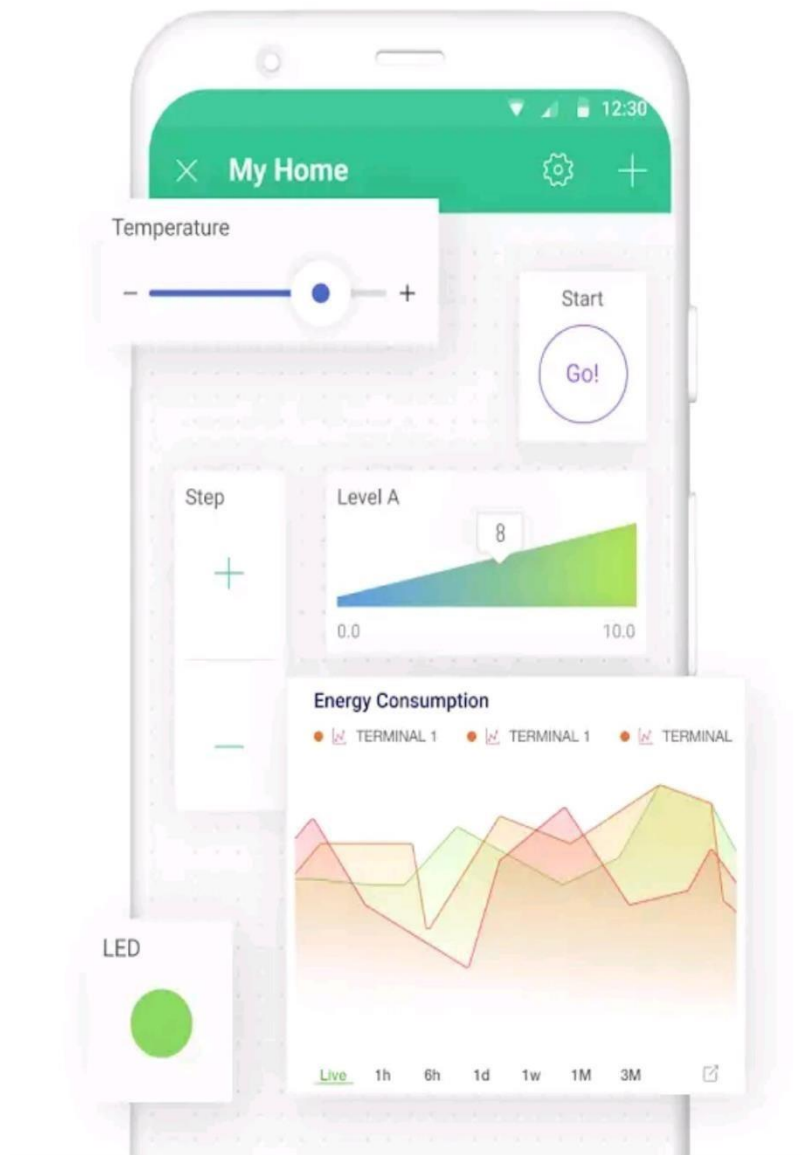 12:30
My Home
Temperature
− +
Start
Go!
Step
+
−
Level A
8
0.0 10.0
Energy Consumption
TERMINAL 1 TERMINAL 1 TERMINAL
LED
Live 1h 6h 1d 1w 1M 3M